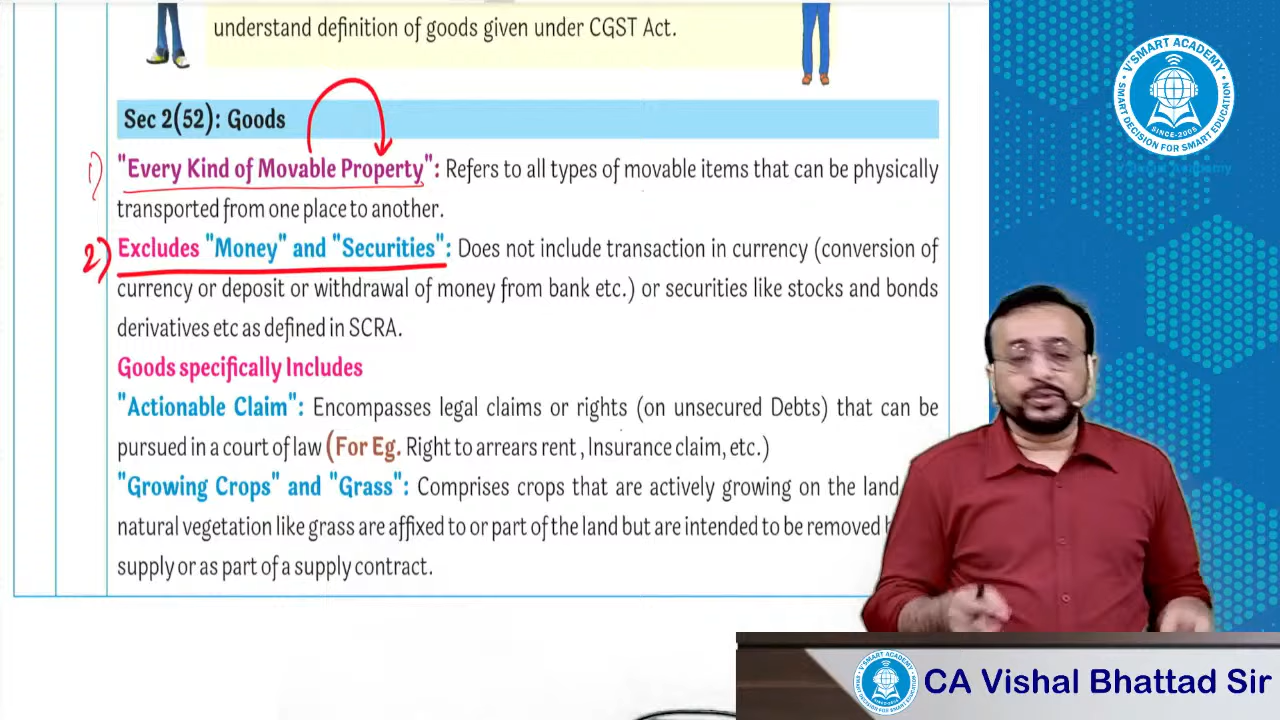 understand definition of goods given under CGST Act.
Sec 2(52): Goods
1) "Every Kind of Movable Property": Refers to all types of movable items that can be physically
transported from one place to another.
2) Excludes "Money" and "Securities": Does not include transaction in currency (conversion of
currency or deposit or withdrawal of money from bank etc.) or securities like stocks and bonds
derivatives etc as defined in SCRA.
Goods specifically Includes
"Actionable Claim": Encompasses legal claims or rights (on unsecured Debts) that can be
pursued in a court of law (For Eg. Right to arrears rent , Insurance claim, etc.)
"Growing Crops" and "Grass": Comprises crops that are actively growing on the land
natural vegetation like grass are affixed to or part of the land but are intended to be removed
supply or as part of a supply contract.
V'SMART ACADEMY
SMART DECISION FOR SMART EDUCATION
SINCE-2008
V'SMART ACADEMY
CA Vishal Bhattad Sir